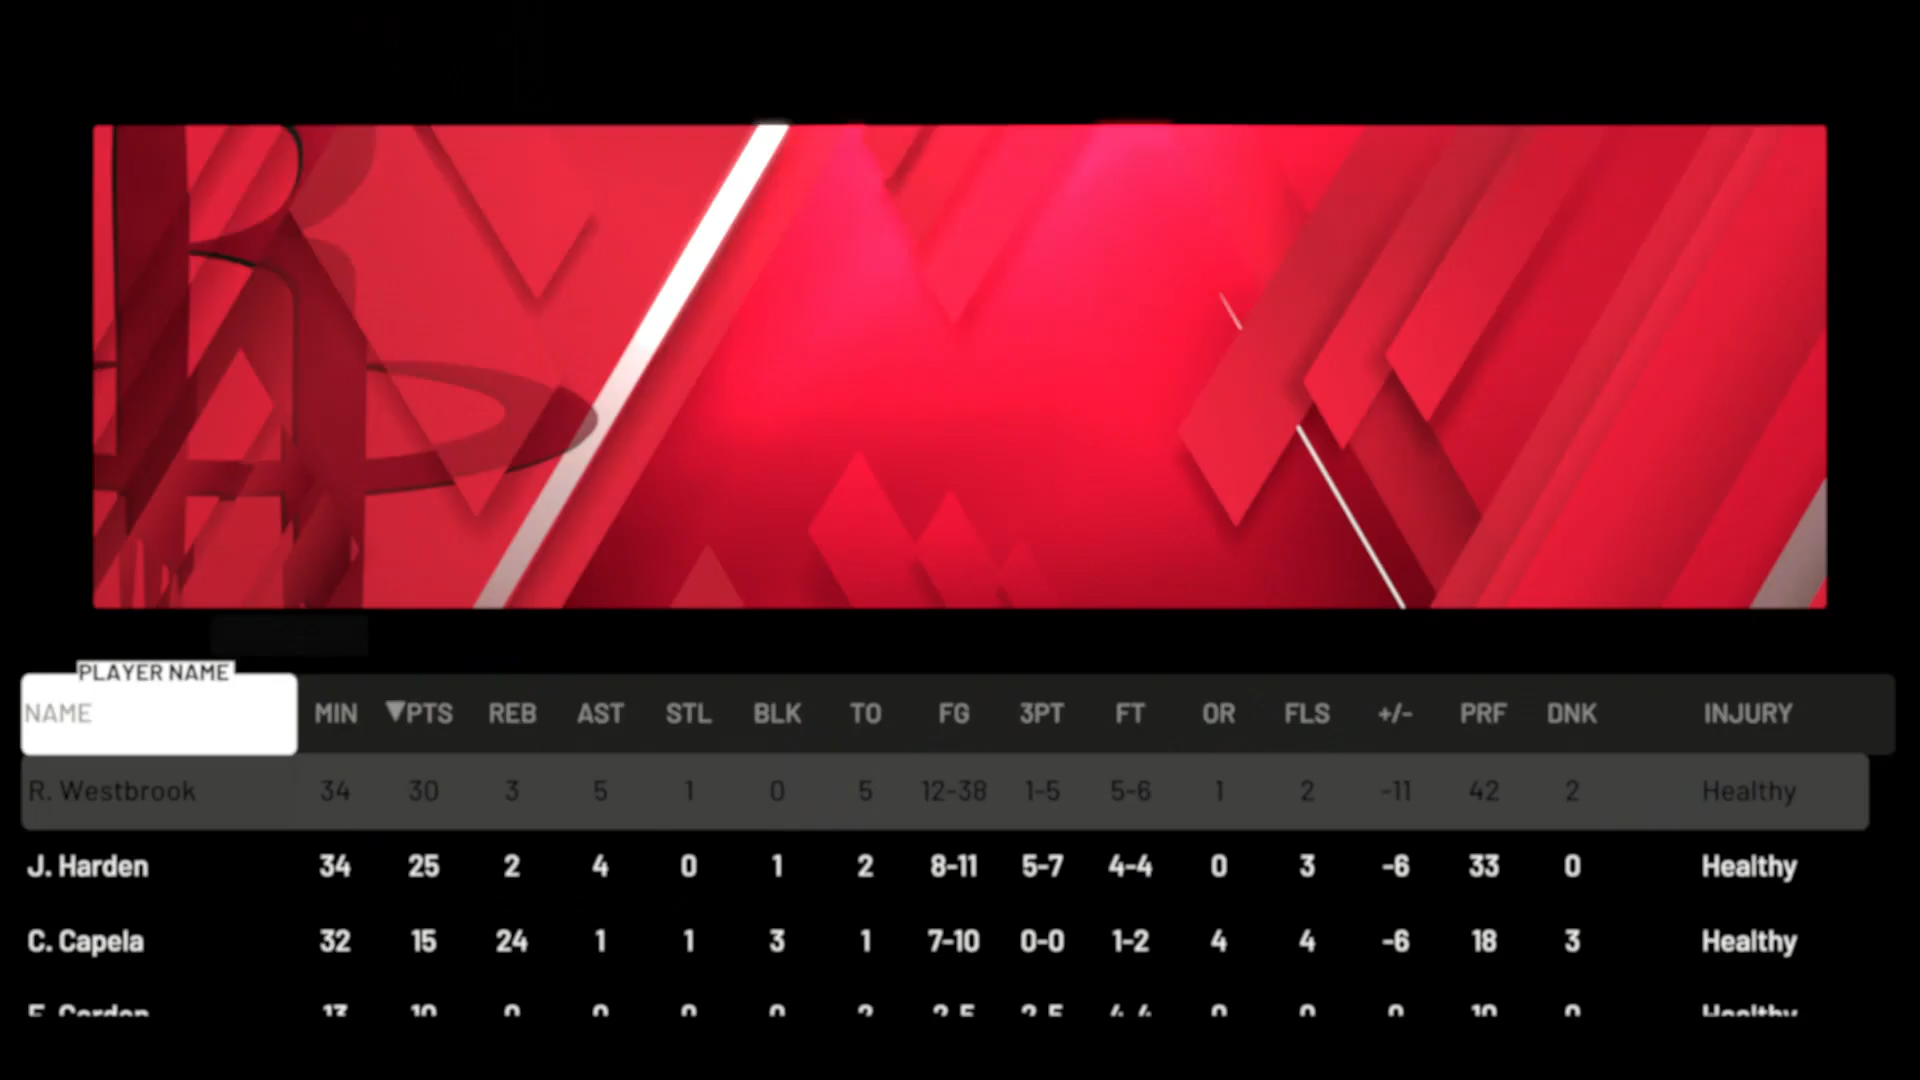 PLAYER NAME
NAME MIN ▼PTS REB AST STL BLK TO FG 3PT FT OR FLS +/- PRF DNK INJURY
R. Westbrook 34 30 3 5 1 0 5 12-38 1-5 5-6 1 2 -11 42 2 Healthy
J. Harden 34 25 2 4 0 1 2 8-11 5-7 4-4 0 3 -6 33 0 Healthy
C. Capela 32 15 24 1 1 3 1 7-10 0-0 1-2 4 4 -6 18 3 Healthy